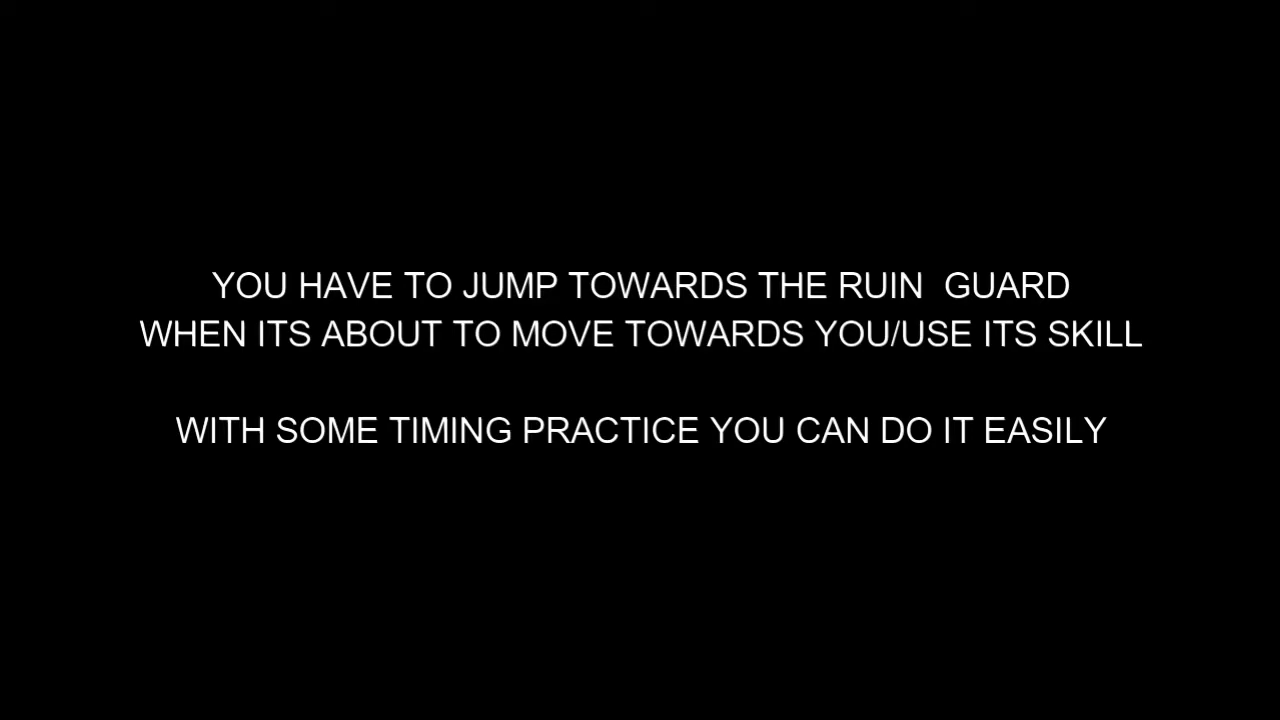 YOU HAVE TO JUMP TOWARDS THE RUIN  GUARD
WHEN ITS ABOUT TO MOVE TOWARDS YOU/USE ITS SKILL
WITH SOME TIMING PRACTICE YOU CAN DO IT EASILY